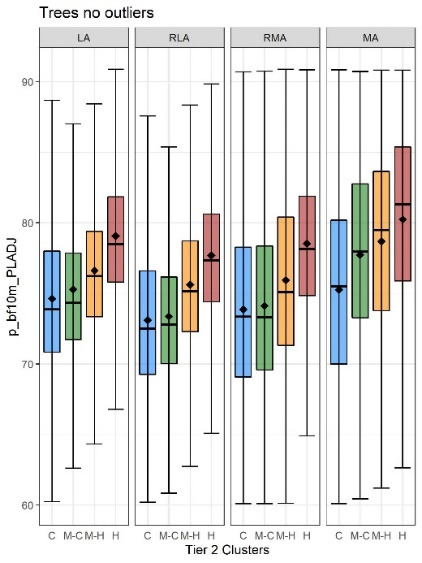 Trees no outliers
LA RLA RMA MA
p_bf10m_PLADJ
90
80
70
60
C M-C M-H H C M-C M-H H C M-C M-H H C M-C M-H H
Tier 2 Clusters